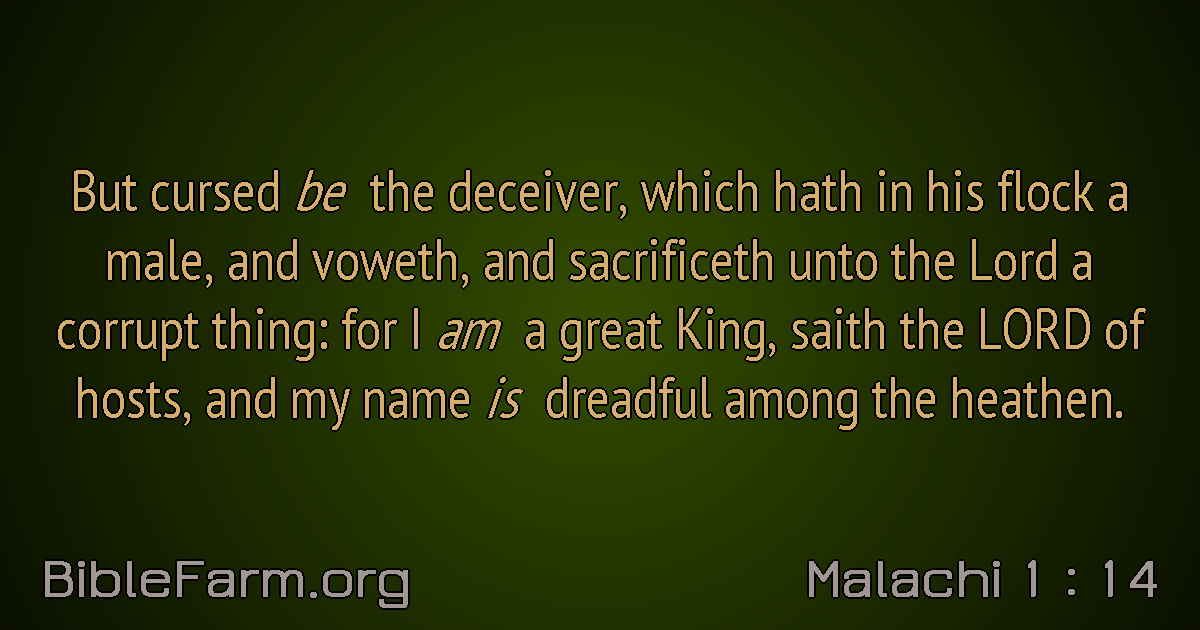 But cursed be the deceiver, which hath in his flock a
male, and voweth, and sacrificeth unto the Lord a
corrupt thing: for I am a great King, saith the LORD of
hosts, and my name is dreadful among the heathen.
BibleFarm.org
Malachi 1 : 14